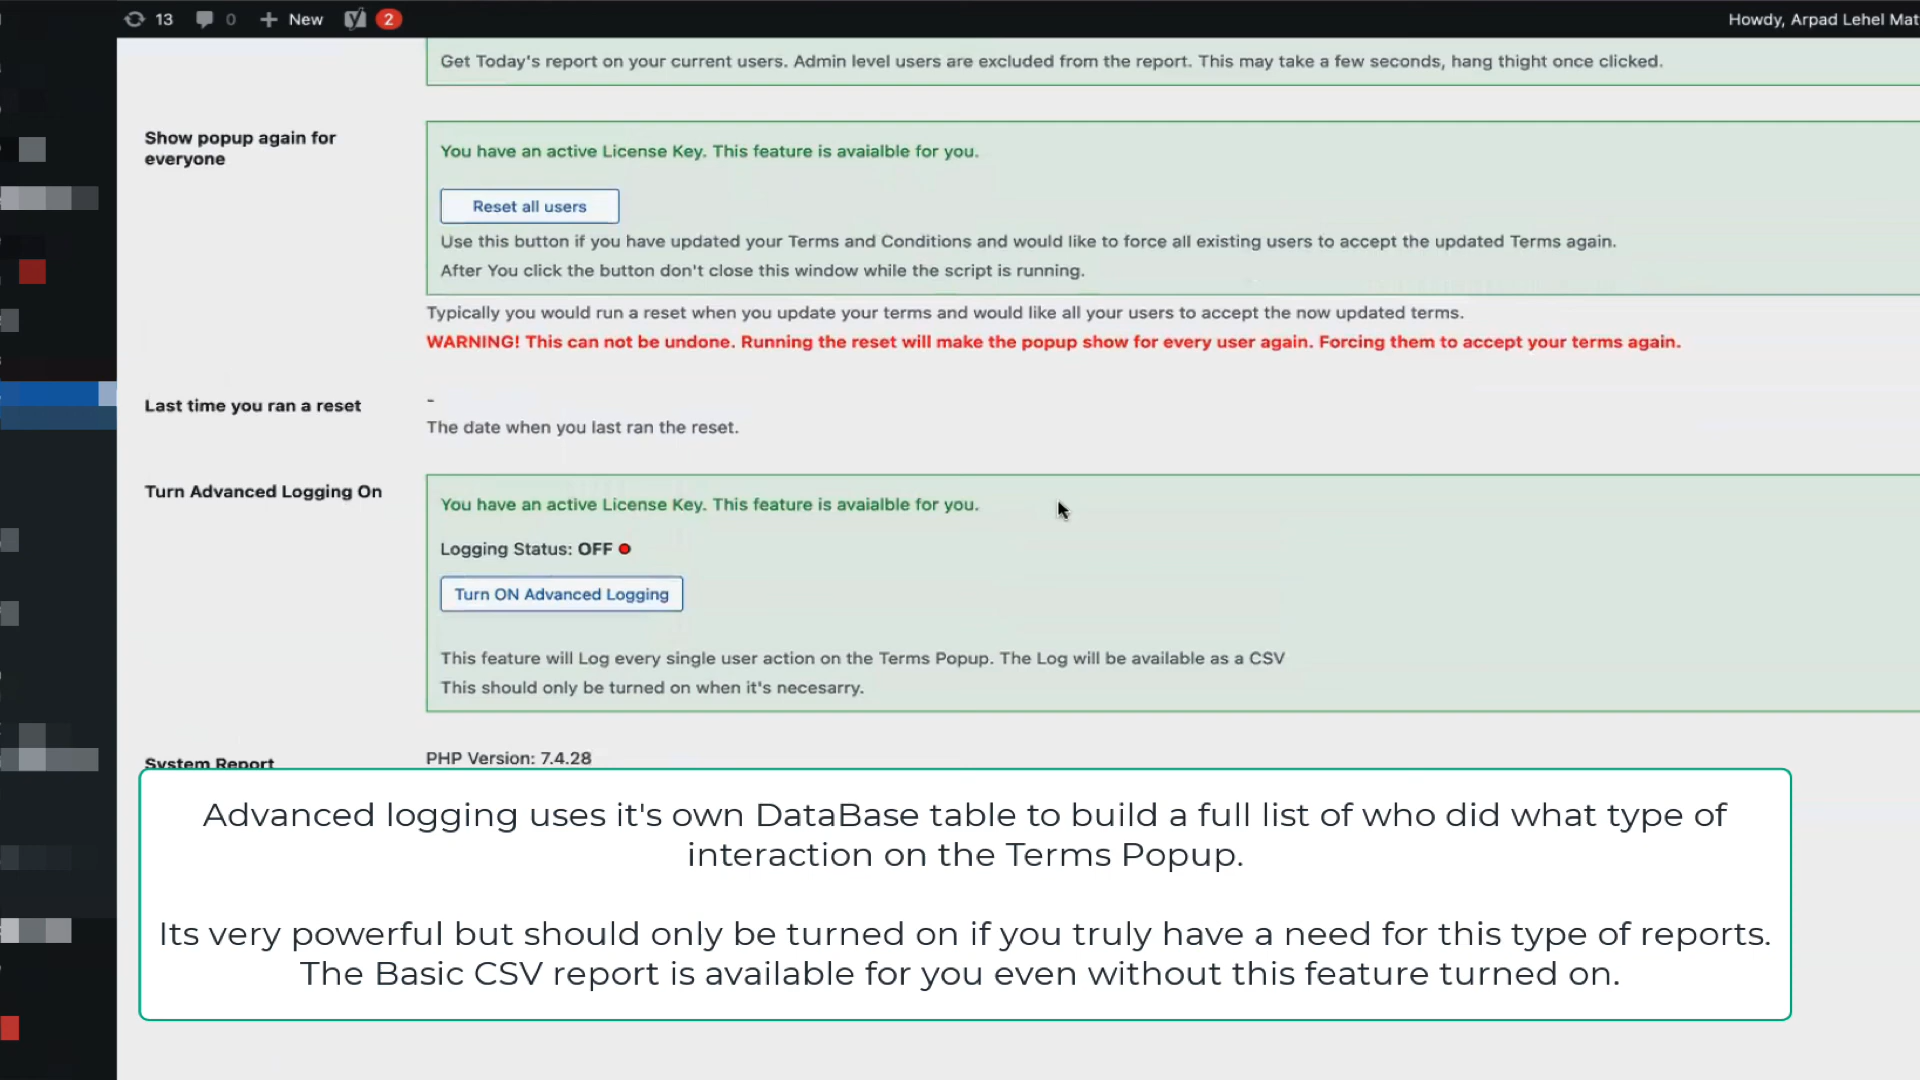 13 0 New 2 Howdy, Arpad Lehel Mat
Get Today's report on your current users. Admin level users are excluded from the report. This may take a few seconds, hang thight once clicked.
Show popup again for
everyone
You have an active License Key. This feature is avaialble for you.
Reset all users
Use this button if you have updated your Terms and Conditions and would like to force all existing users to accept the updated Terms again.
After You click the button don't close this window while the script is running.
Typically you would run a reset when you update your terms and would like all your users to accept the now updated terms.
WARNING! This can not be undone. Running the reset will make the popup show for every user again. Forcing them to accept your terms again.
Last time you ran a reset
-
The date when you last ran the reset.
Turn Advanced Logging On
You have an active License Key. This feature is avaialble for you.
Logging Status: OFF
Turn ON Advanced Logging
This feature will Log every single user action on the Terms Popup. The Log will be available as a CSV
This should only be turned on when it's necesarry.
System Report
PHP Version: 7.4.28
Advanced logging uses it's own DataBase table to build a full list of who did what type of
interaction on the Terms Popup.
Its very powerful but should only be turned on if you truly have a need for this type of reports.
The Basic CSV report is available for you even without this feature turned on.